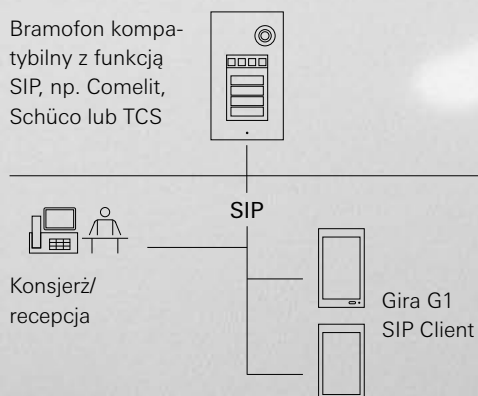 Bramofon kompa-
tybilny z funkcją
SIP, np. Comelit,
Schüco lub TCS
SIP
Konsjerż/
recepcja
Gira G1
SIP Client